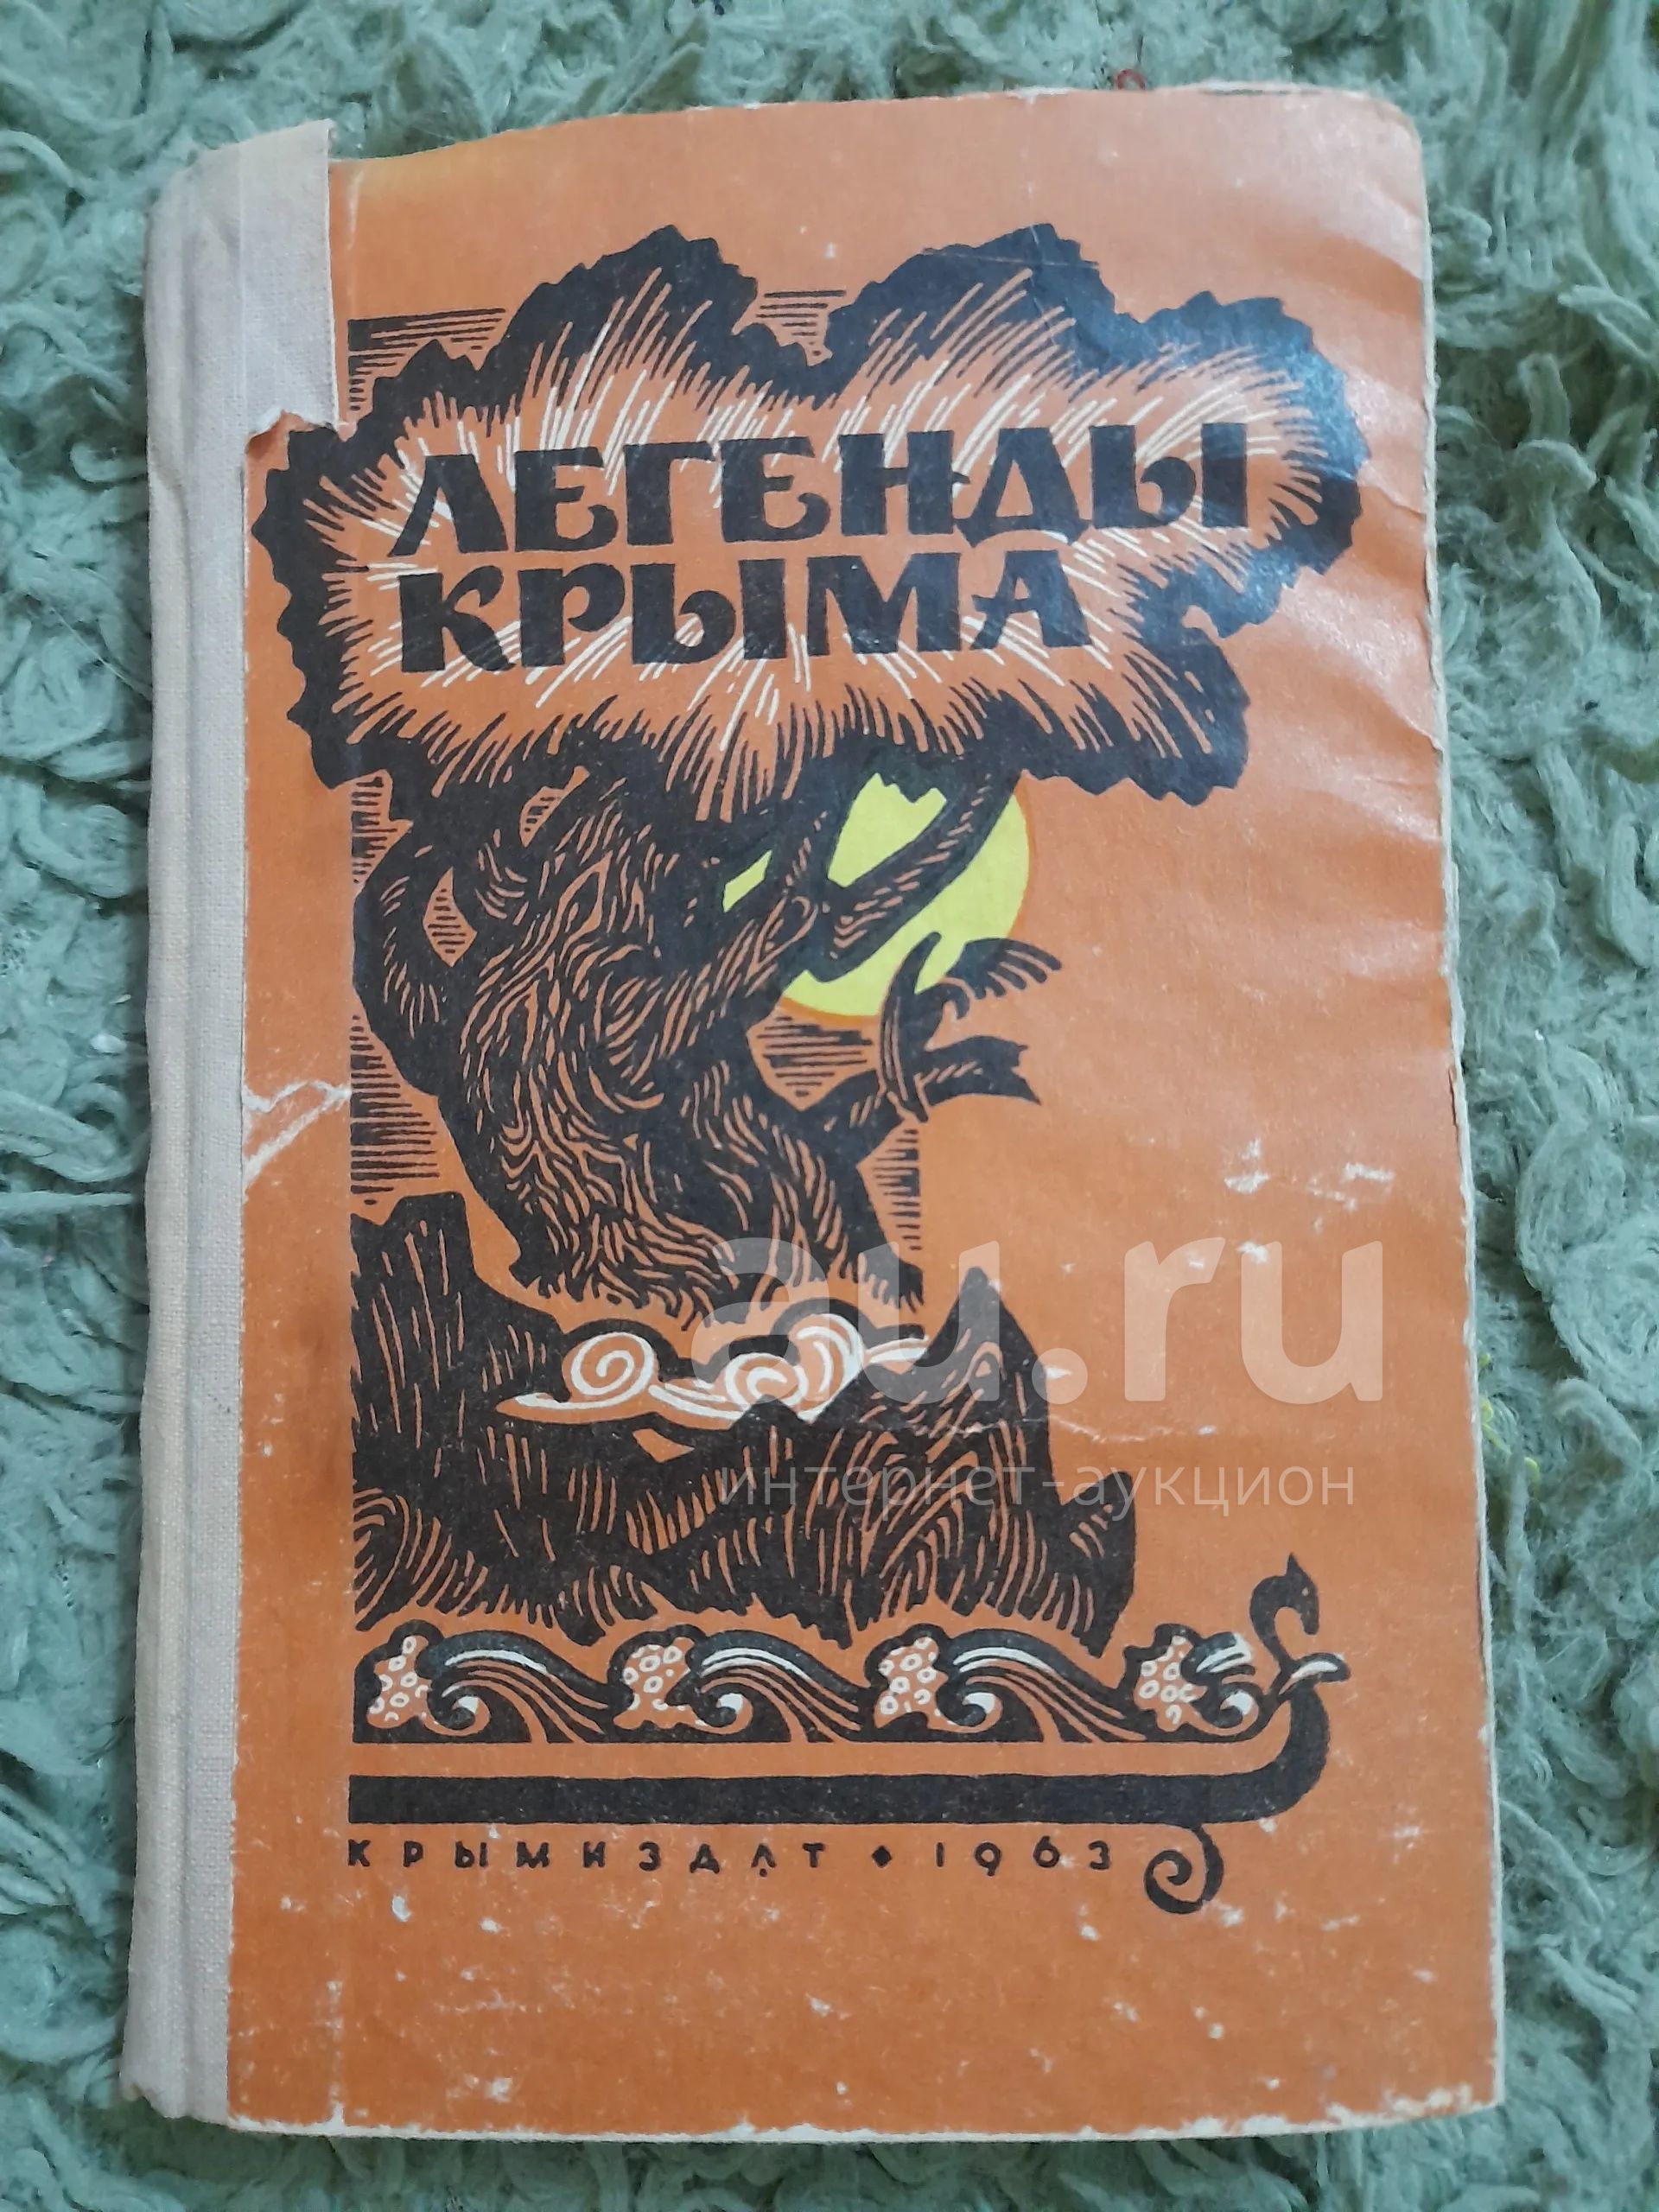 ЛЕГЕНДЫ
КРЫМА
au.ru
интернет-аукцион
КРЫМИЗДАТ • 1963